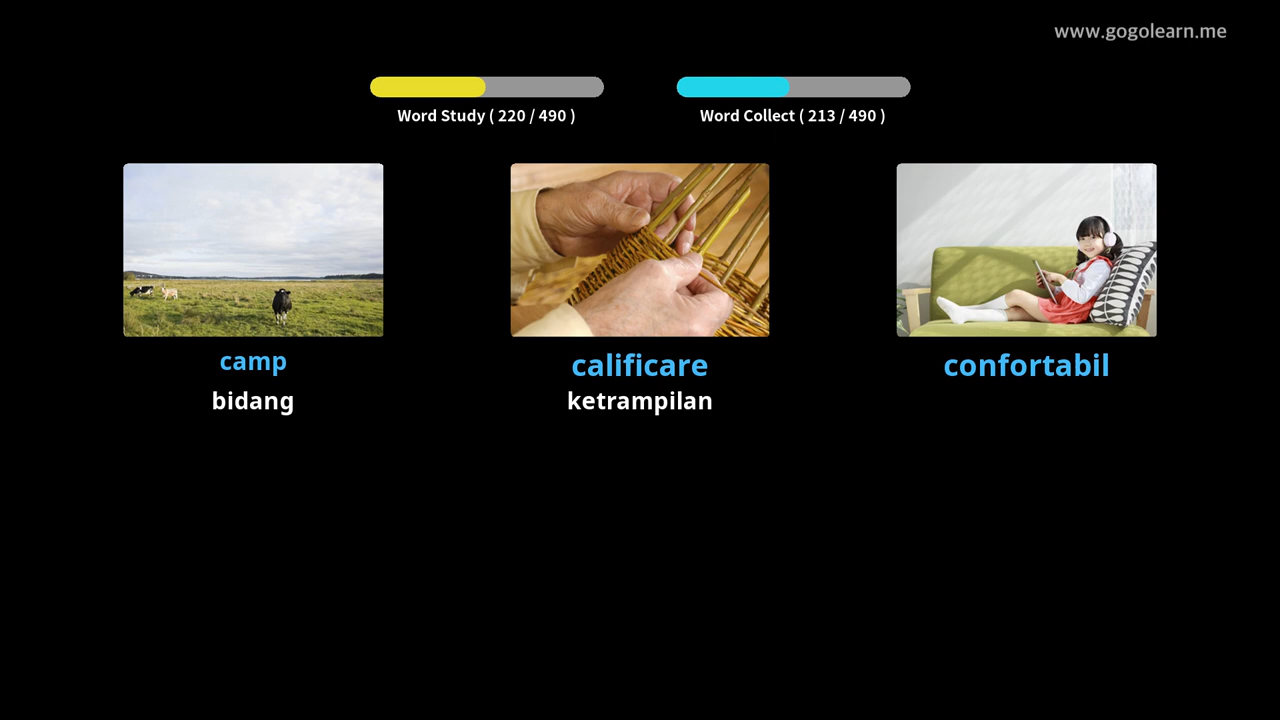 www.gogolearn.me
Word Study ( 220 / 490 )
Word Collect ( 213 / 490 )
camp
bidang
calificare
ketrampilan
confortabil